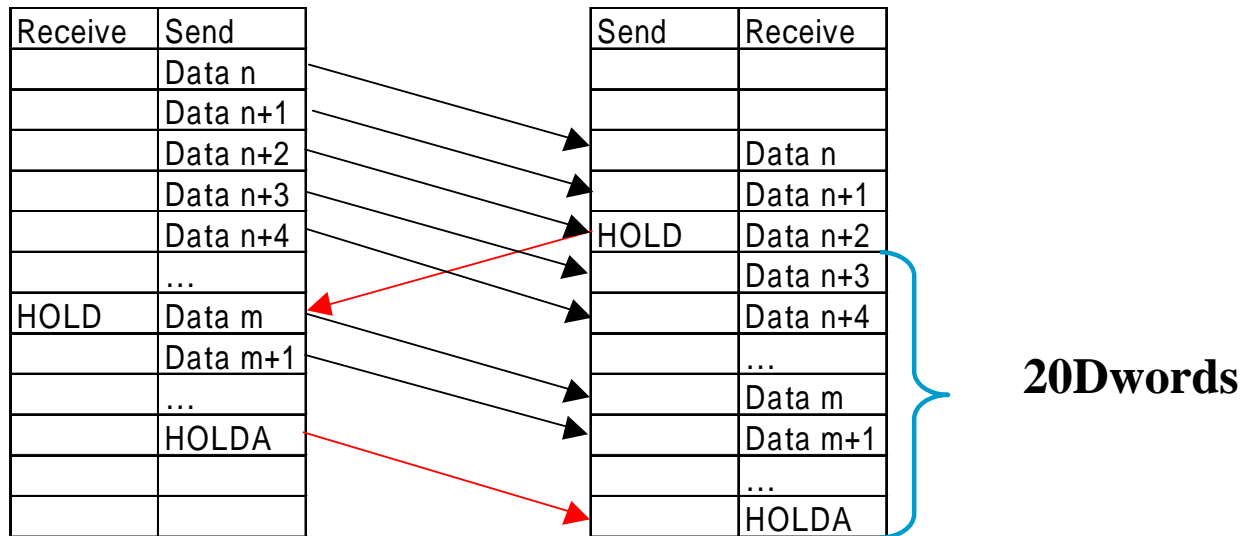 Receive Send Send Receive
Data n
Data n+1
Data n+2 Data n
Data n+3 Data n+1
Data n+4 HOLD Data n+2
... Data n+3
HOLD Data m Data n+4
Data m+1 ...
... Data m
HOLDA Data m+1
...
HOLDA
20Dwords